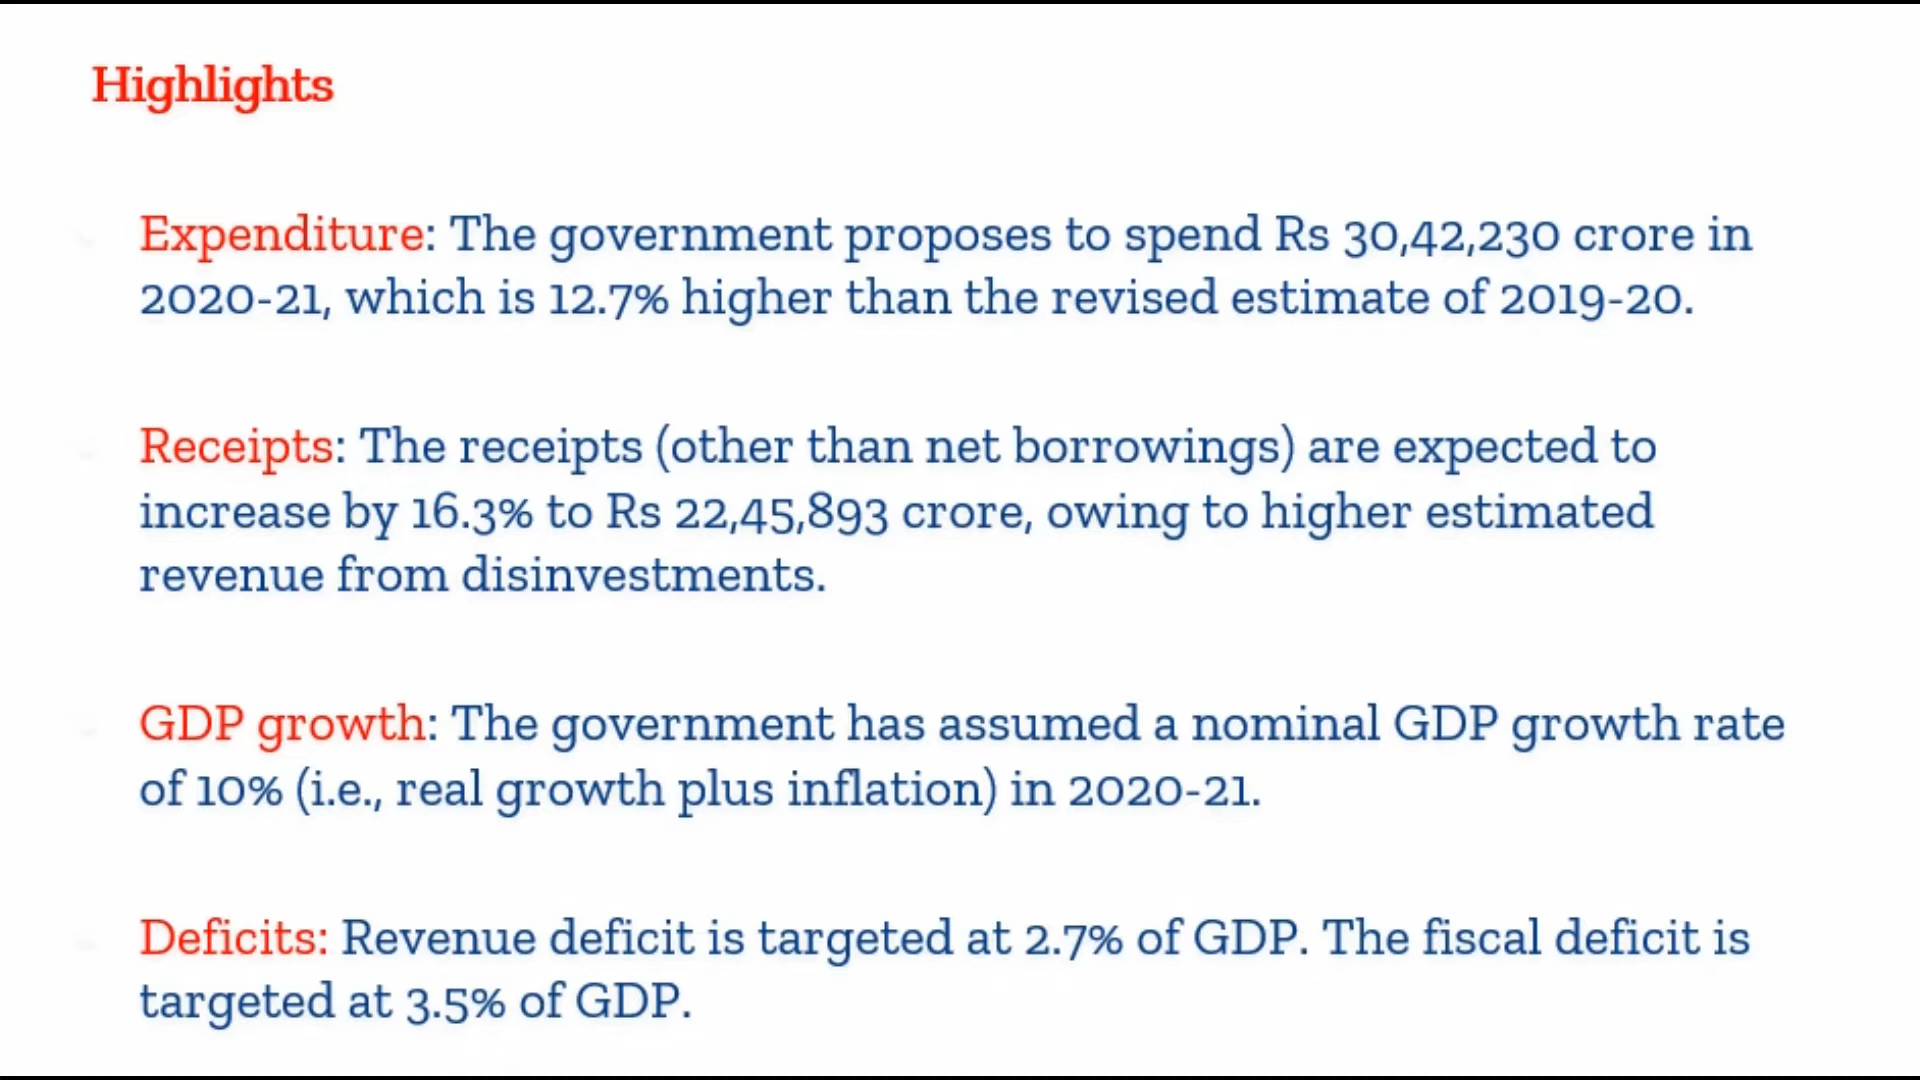 Highlights
Expenditure: The government proposes to spend Rs 30,42,230 crore in
2020-21, which is 12.7% higher than the revised estimate of 2019-20.
Receipts: The receipts (other than net borrowings) are expected to
increase by 16.3% to Rs 22,45,893 crore, owing to higher estimated
revenue from disinvestments.
GDP growth: The government has assumed a nominal GDP growth rate
of 10% (i.e., real growth plus inflation) in 2020-21.
Deficits: Revenue deficit is targeted at 2.7% of GDP. The fiscal deficit is
targeted at 3.5% of GDP.